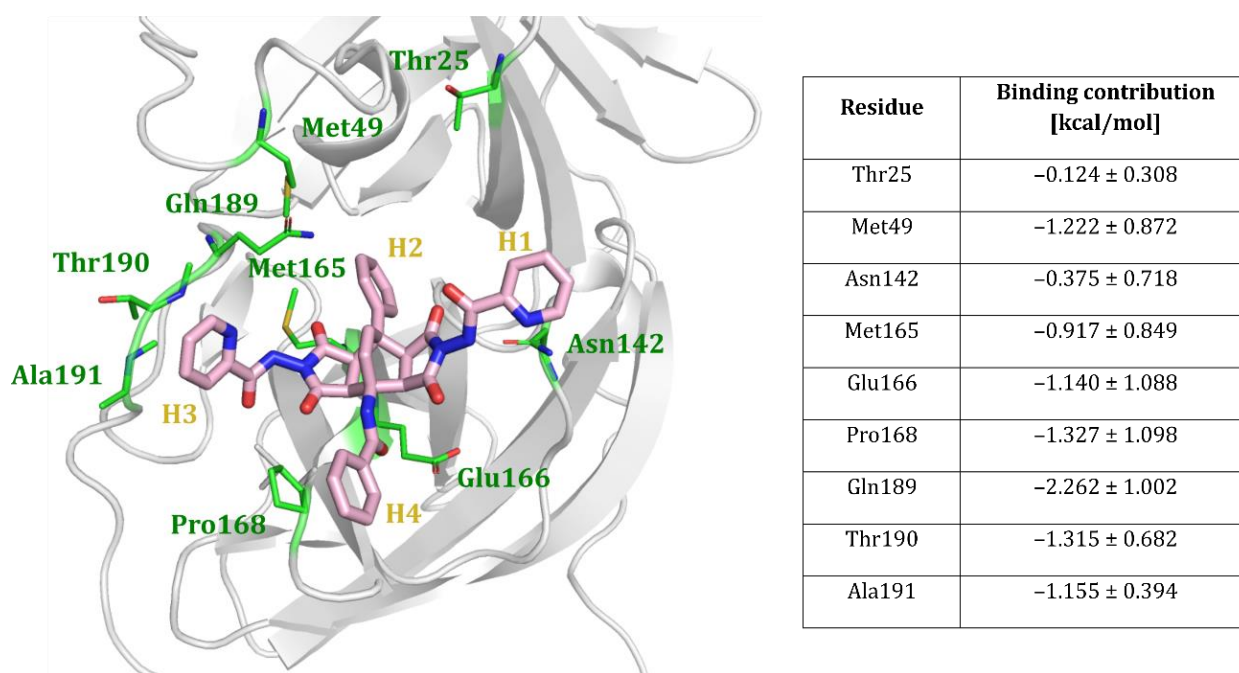 Thr25
Met49
Gln189
H2
H1
Thr190
Met165
Asn142
Ala191
H3
Glu166
Pro168
H4
Residue Binding contribution
[kcal/mol]
Thr25 −0.124 ± 0.308
Met49 −1.222 ± 0.872
Asn142 −0.375 ± 0.718
Met165 −0.917 ± 0.849
Glu166 −1.140 ± 1.088
Pro168 −1.327 ± 1.098
Gln189 −2.262 ± 1.002
Thr190 −1.315 ± 0.682
Ala191 −1.155 ± 0.394